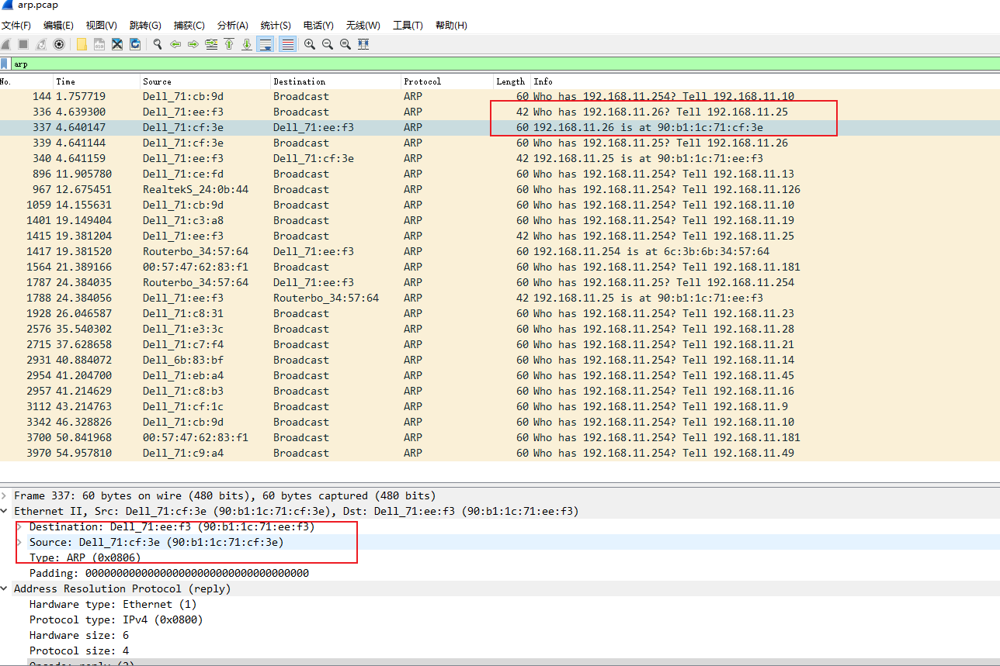 arp.pcap
文件(F) 编辑(E) 视图(V) 跳转(G) 捕获(C) 分析(A) 统计(S) 电话(Y) 无线(W) 工具(T) 帮助(H)
arp
No. Time Source Destination Protocol Length Info
144 1.757719 Dell_71:cb:9d Broadcast ARP 60 Who has 192.168.11.254? Tell 192.168.11.10
336 4.639300 Dell_71:ee:f3 Broadcast ARP 42 Who has 192.168.11.26? Tell 192.168.11.25
337 4.640147 Dell_71:cf:3e Dell_71:ee:f3 ARP 60 192.168.11.26 is at 90:b1:1c:71:cf:3e
339 4.641144 Dell_71:cf:3e Broadcast ARP 60 Who has 192.168.11.25? Tell 192.168.11.26
340 4.641159 Dell_71:ee:f3 Dell_71:cf:3e ARP 42 192.168.11.25 is at 90:b1:1c:71:ee:f3
896 11.905780 Dell_71:ce:fd Broadcast ARP 60 Who has 192.168.11.254? Tell 192.168.11.13
967 12.675451 RealtekS_24:0b:44 Broadcast ARP 60 Who has 192.168.11.254? Tell 192.168.11.126
1059 14.155631 Dell_71:cb:9d Broadcast ARP 60 Who has 192.168.11.254? Tell 192.168.11.10
1401 19.149404 Dell_71:c3:a8 Broadcast ARP 60 Who has 192.168.11.254? Tell 192.168.11.19
1415 19.381204 Dell_71:ee:f3 Broadcast ARP 42 Who has 192.168.11.254? Tell 192.168.11.25
1417 19.381520 Routerbo_34:57:64 Dell_71:ee:f3 ARP 60 192.168.11.254 is at 6c:3b:6b:34:57:64
1564 21.389166 00:57:47:62:83:f1 Broadcast ARP 60 Who has 192.168.11.254? Tell 192.168.11.181
1787 24.384035 Routerbo_34:57:64 Dell_71:ee:f3 ARP 60 Who has 192.168.11.25? Tell 192.168.11.254
1788 24.384056 Dell_71:ee:f3 Routerbo_34:57:64 ARP 42 192.168.11.25 is at 90:b1:1c:71:ee:f3
1928 26.046587 Dell_71:c8:31 Broadcast ARP 60 Who has 192.168.11.254? Tell 192.168.11.23
2576 35.540302 Dell_71:e3:3c Broadcast ARP 60 Who has 192.168.11.254? Tell 192.168.11.28
2715 37.628658 Dell_71:c7:f4 Broadcast ARP 60 Who has 192.168.11.254? Tell 192.168.11.21
2931 40.884072 Dell_6b:83:bf Broadcast ARP 60 Who has 192.168.11.254? Tell 192.168.11.14
2954 41.204700 Dell_71:eb:a4 Broadcast ARP 60 Who has 192.168.11.254? Tell 192.168.11.45
2957 41.214629 Dell_71:c8:b3 Broadcast ARP 60 Who has 192.168.11.254? Tell 192.168.11.16
3112 43.214763 Dell_71:cf:1c Broadcast ARP 60 Who has 192.168.11.254? Tell 192.168.11.9
3342 46.328826 Dell_71:cb:9d Broadcast ARP 60 Who has 192.168.11.254? Tell 192.168.11.10
3700 50.841968 00:57:47:62:83:f1 Broadcast ARP 60 Who has 192.168.11.254? Tell 192.168.11.181
3970 54.957810 Dell_71:c9:a4 Broadcast ARP 60 Who has 192.168.11.254? Tell 192.168.11.49
Frame 337: 60 bytes on wire (480 bits), 60 bytes captured (480 bits)
Ethernet II, Src: Dell_71:cf:3e (90:b1:1c:71:cf:3e), Dst: Dell_71:ee:f3 (90:b1:1c:71:ee:f3)
Destination: Dell_71:ee:f3 (90:b1:1c:71:ee:f3)
Source: Dell_71:cf:3e (90:b1:1c:71:cf:3e)
Type: ARP (0x0806)
Padding: 000000000000000000000000000000000000
Address Resolution Protocol (reply)
Hardware type: Ethernet (1)
Protocol type: IPv4 (0x0800)
Hardware size: 6
Protocol size: 4
Opcode: reply (2)